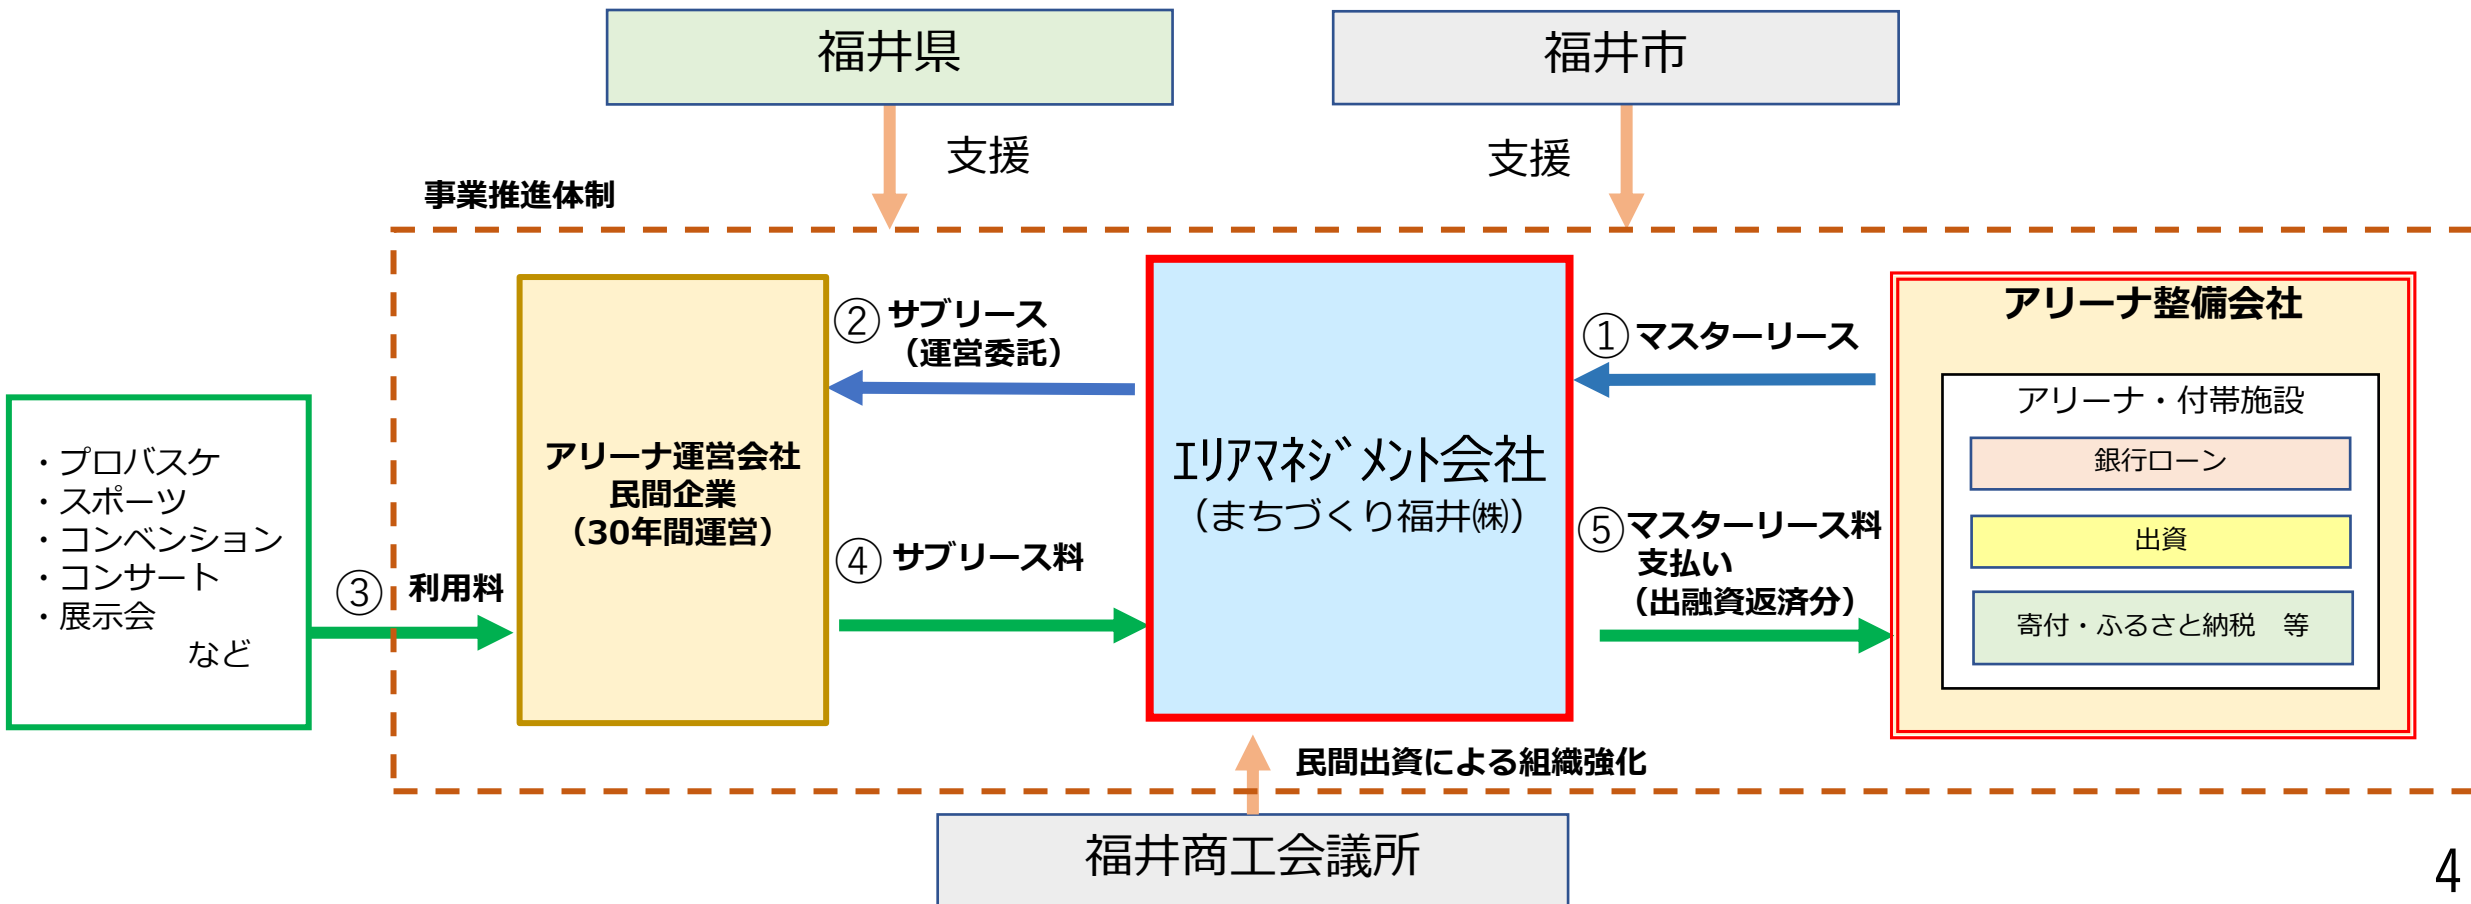 福井県
福井市
支援
支援
事業推進体制
・プロバスケ
・スポーツ
・コンベンション
・コンサート
・展示会
など
③ 利用料
アリーナ運営会社
民間企業
（30年間運営）
② サブリース
（運営委託）
④ サブリース料
ｴﾘｱﾏﾈｼﾞﾒﾝﾄ会社
（まちづくり福井㈱）
① マスターリース
⑤ マスターリース料
支払い
（出融資返済分）
アリーナ整備会社
アリーナ・付帯施設
銀行ローン
出資
寄付・ふるさと納税　等
民間出資による組織強化
福井商工会議所
4